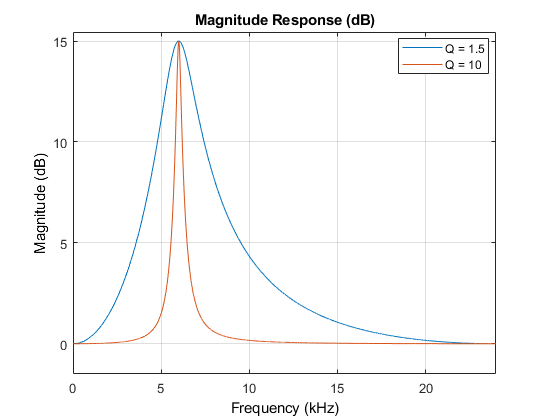 Magnitude Response (dB)
Q = 1.5
Q = 10
15
10
5
0
Magnitude (dB)
0 5 10 15 20
Frequency (kHz)